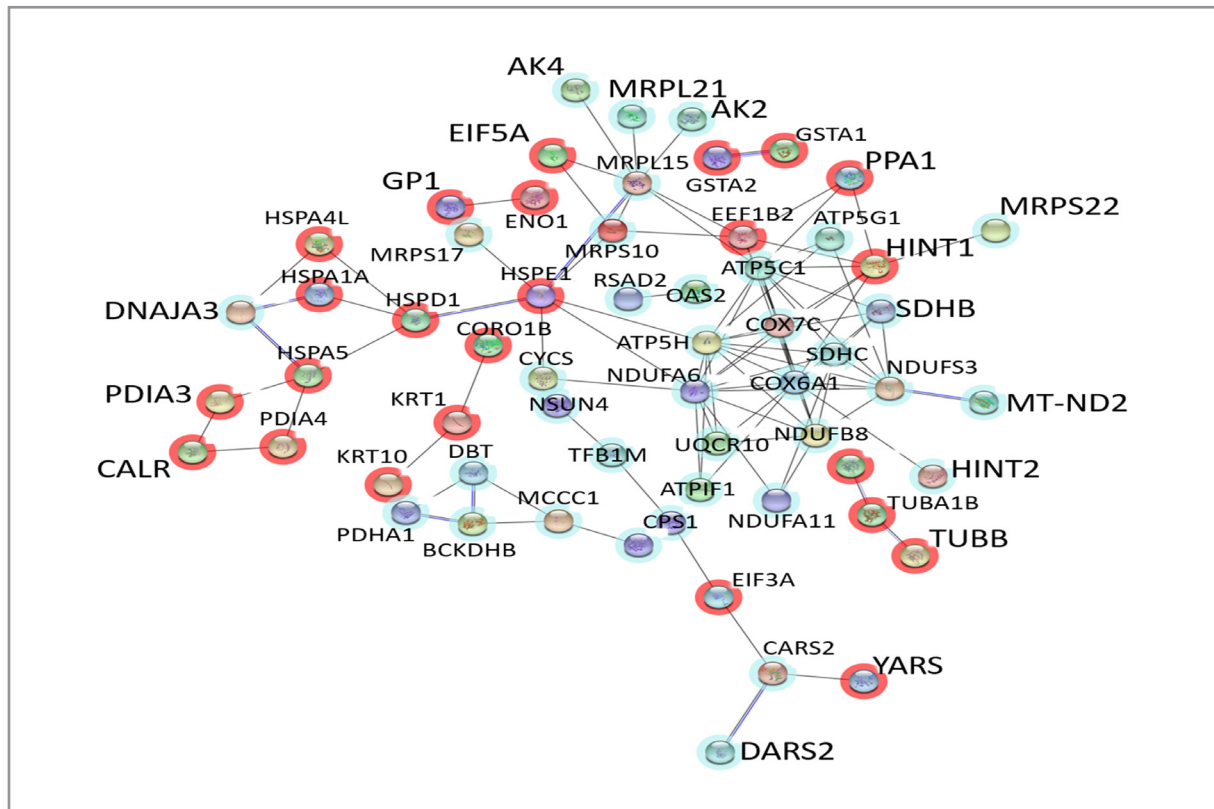 AK4
MRPL21
AK2
EIF5A
GSTA1
MRPL15
PPA1
GP1
GSTA2
HSPA4L
ENO1
EEF1B2
ATP5G1
MRPS22
MRPS17
MRPS10
HINT1
HSPA1A
HSPE1
RSAD2
ATP5C1
OAS2
DNAJA3
HSPD1
SDHB
CORO1B
COX7C
ATP5H
HSPA5
CYCS
SDHC
NDUFS3
PDIA3
NDUFA6
COX6A1
KRT1
NSUN4
MT-ND2
PDIA4
UQCR10
NDUFB8
KRT10
DBT
TFB1M
CALR
HINT2
ATPIF1
MCCC1
TUBA1B
PDHA1
CPS1
NDUFA11
BCKDHB
TUBB
EIF3A
CARS2
YARS
DARS2